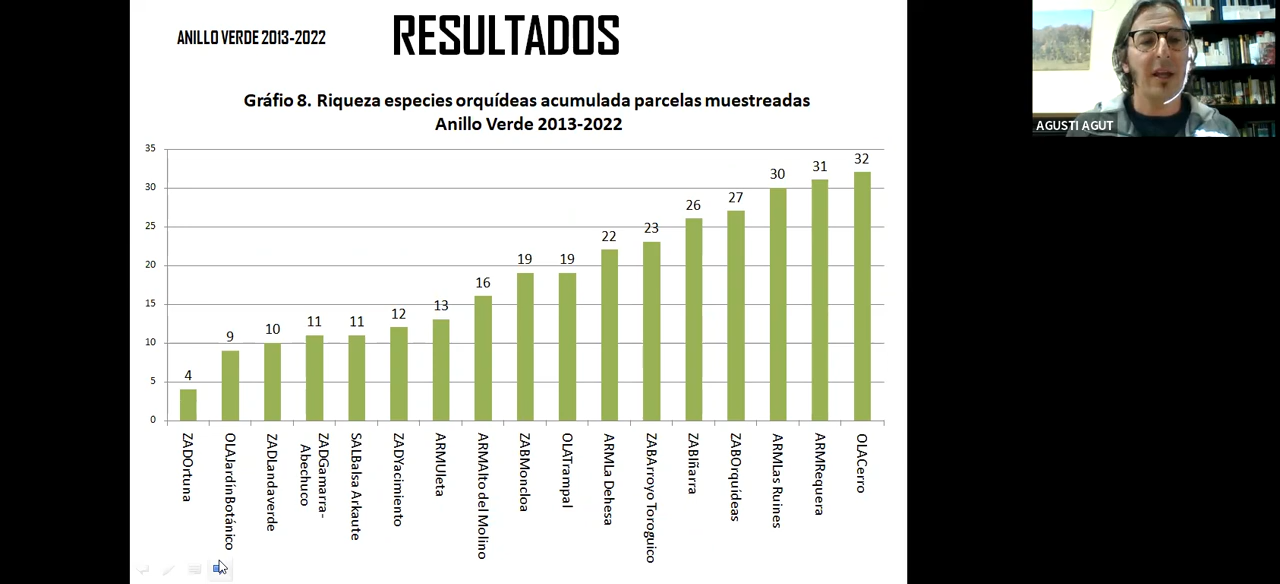 ANILLO VERDE 2013-2022
RESULTADOS
Gráfio 8. Riqueza especies orquídeas acumulada parcelas muestreadas
Anillo Verde 2013-2022
35
30
25
20
15
10
5
0
4
9
10
11
11
12
13
16
19
19
22
23
26
27
30
31
32
ZADOrtuna
OLAJardínBotánico
ZADLandaverde
ZADGamarra-
Abechuco
SALBalsa Arkaute
ZADYacimiento
ARMUleta
ARMAlto del Molino
ZABMoncloa
OLATrampal
ARMLa Dehesa
ZABArroyo Toroguico
ZABIñarra
ZABOrquídeas
ARMLas Ruines
ARMRequera
OLACerro
AGUSTI AGUT